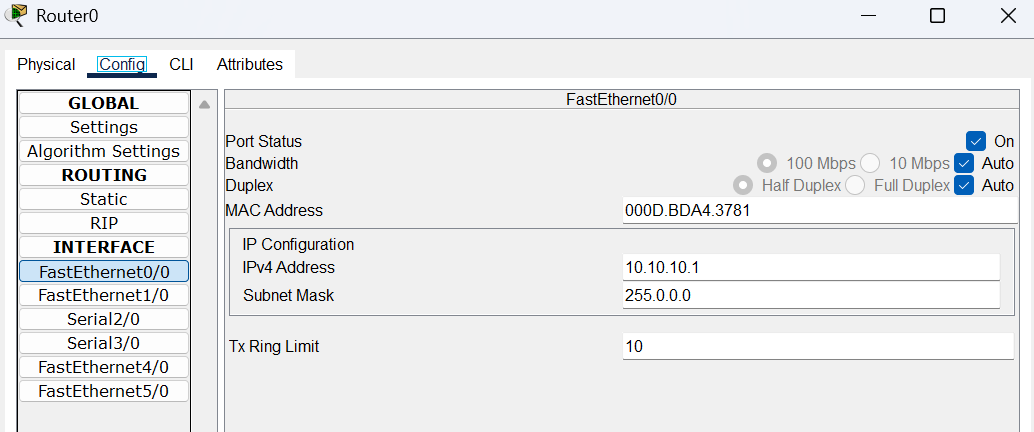 Router0
Physical Config CLI Attributes
GLOBAL
Settings
Algorithm Settings
ROUTING
Static
RIP
INTERFACE
FastEthernet0/0
FastEthernet1/0
Serial2/0
Serial3/0
FastEthernet4/0
FastEthernet5/0
FastEthernet0/0
Port Status On
Bandwidth 100 Mbps 10 Mbps Auto
Duplex Half Duplex Full Duplex Auto
MAC Address 000D.BDA4.3781
IP Configuration
IPv4 Address 10.10.10.1
Subnet Mask 255.0.0.0
Tx Ring Limit 10